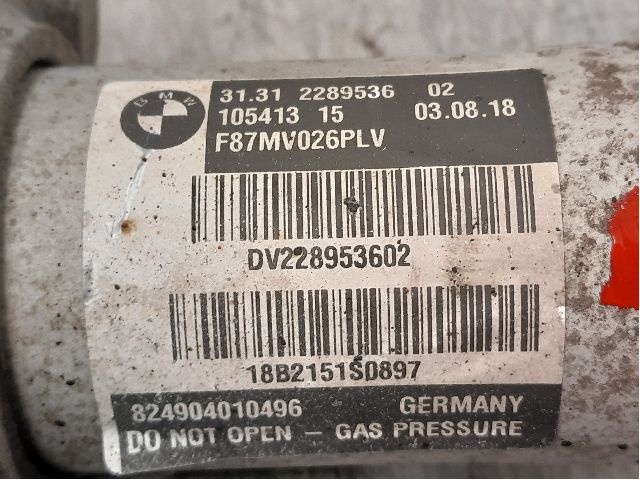 BMW
31.31 2289536 02
105413 15 03.08.18
F87MV026PLV
DV228953602
18B2151S0897
824904010496 GERMANY
DO NOT OPEN – GAS PRESSURE